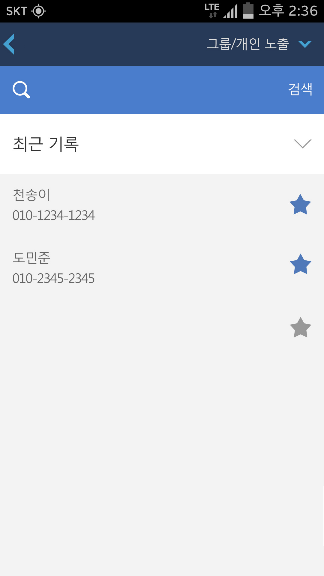 SKT LTE 오후 2:36
그룹/개인 노출
검색
최근 기록
천송이
010-1234-1234
도민준
010-2345-2345